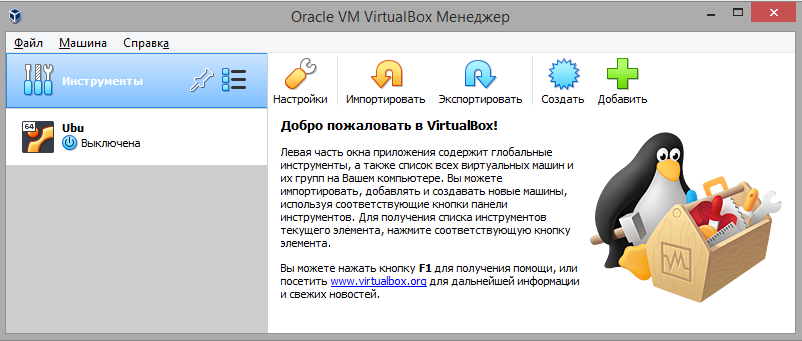 Oracle VM VirtualBox Менеджер
Файл Машина Справка
Инструменты
Настройки Импортировать Экспортировать Создать Добавить
64
Ubu
Выключена
Добро пожаловать в VirtualBox!
Левая часть окна приложения содержит глобальные
инструменты, а также список всех виртуальных машин и
их групп на Вашем компьютере. Вы можете
импортировать, добавлять и создавать новые машины,
используя соответствующие кнопки панели
инструментов. Для получения списка инструментов
текущего элемента, нажмите соответствующую кнопку
элемента.
Вы можете нажать кнопку F1 для получения помощи, или
посетить www.virtualbox.org для дальнейшей информации
и свежих новостей.